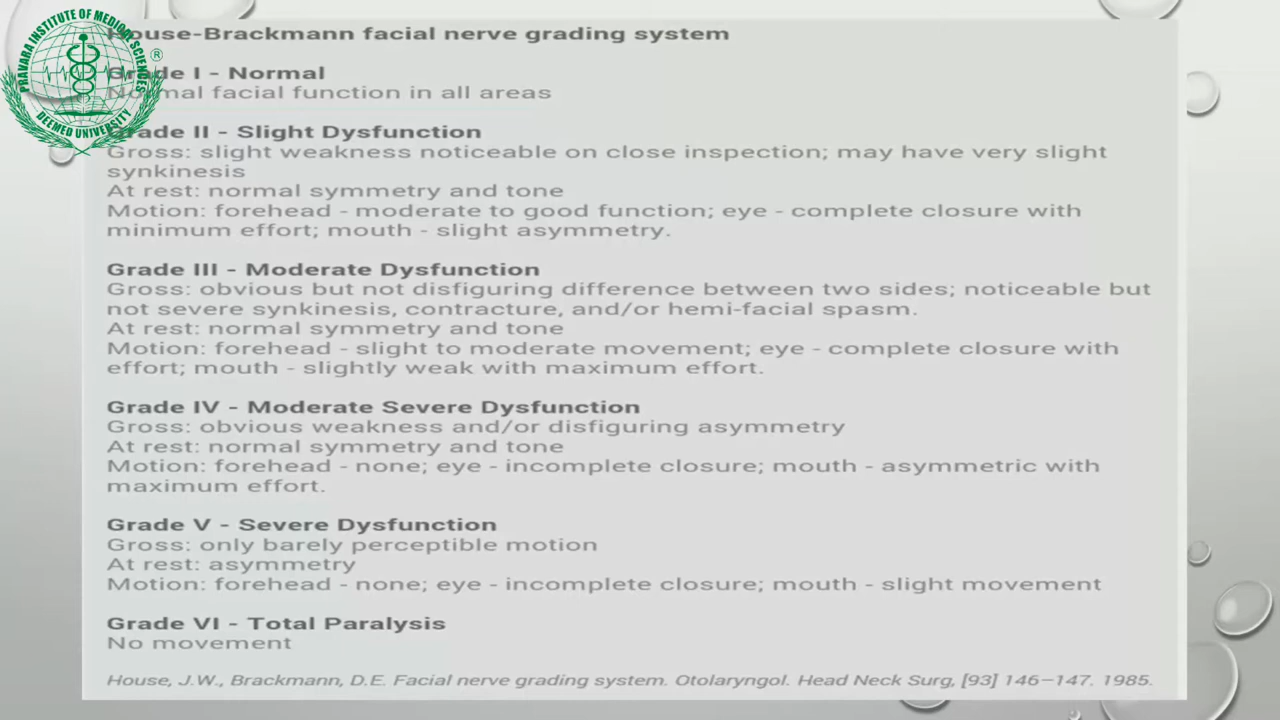 PRAVARA INSTITUTE OF MEDICAL SCIENCES
®
DEEMED UNIVERSITY
House-Brackmann facial nerve grading system
Grade I - Normal
Normal facial function in all areas
Grade II - Slight Dysfunction
Gross: slight weakness noticeable on close inspection; may have very slight
synkinesis
At rest: normal symmetry and tone
Motion: forehead - moderate to good function; eye - complete closure with
minimum effort; mouth - slight asymmetry.
Grade III - Moderate Dysfunction
Gross: obvious but not disfiguring difference between two sides; noticeable but
not severe synkinesis, contracture, and/or hemi-facial spasm.
At rest: normal symmetry and tone
Motion: forehead - slight to moderate movement; eye - complete closure with
effort; mouth - slightly weak with maximum effort.
Grade IV - Moderate Severe Dysfunction
Gross: obvious weakness and/or disfiguring asymmetry
At rest: normal symmetry and tone
Motion: forehead - none; eye - incomplete closure; mouth - asymmetric with
maximum effort.
Grade V - Severe Dysfunction
Gross: only barely perceptible motion
At rest: asymmetry
Motion: forehead - none; eye - incomplete closure; mouth - slight movement
Grade VI - Total Paralysis
No movement
House, J.W., Brackmann, D.E. Facial nerve grading system. Otolaryngol. Head Neck Surg, [93] 146–147. 1985.